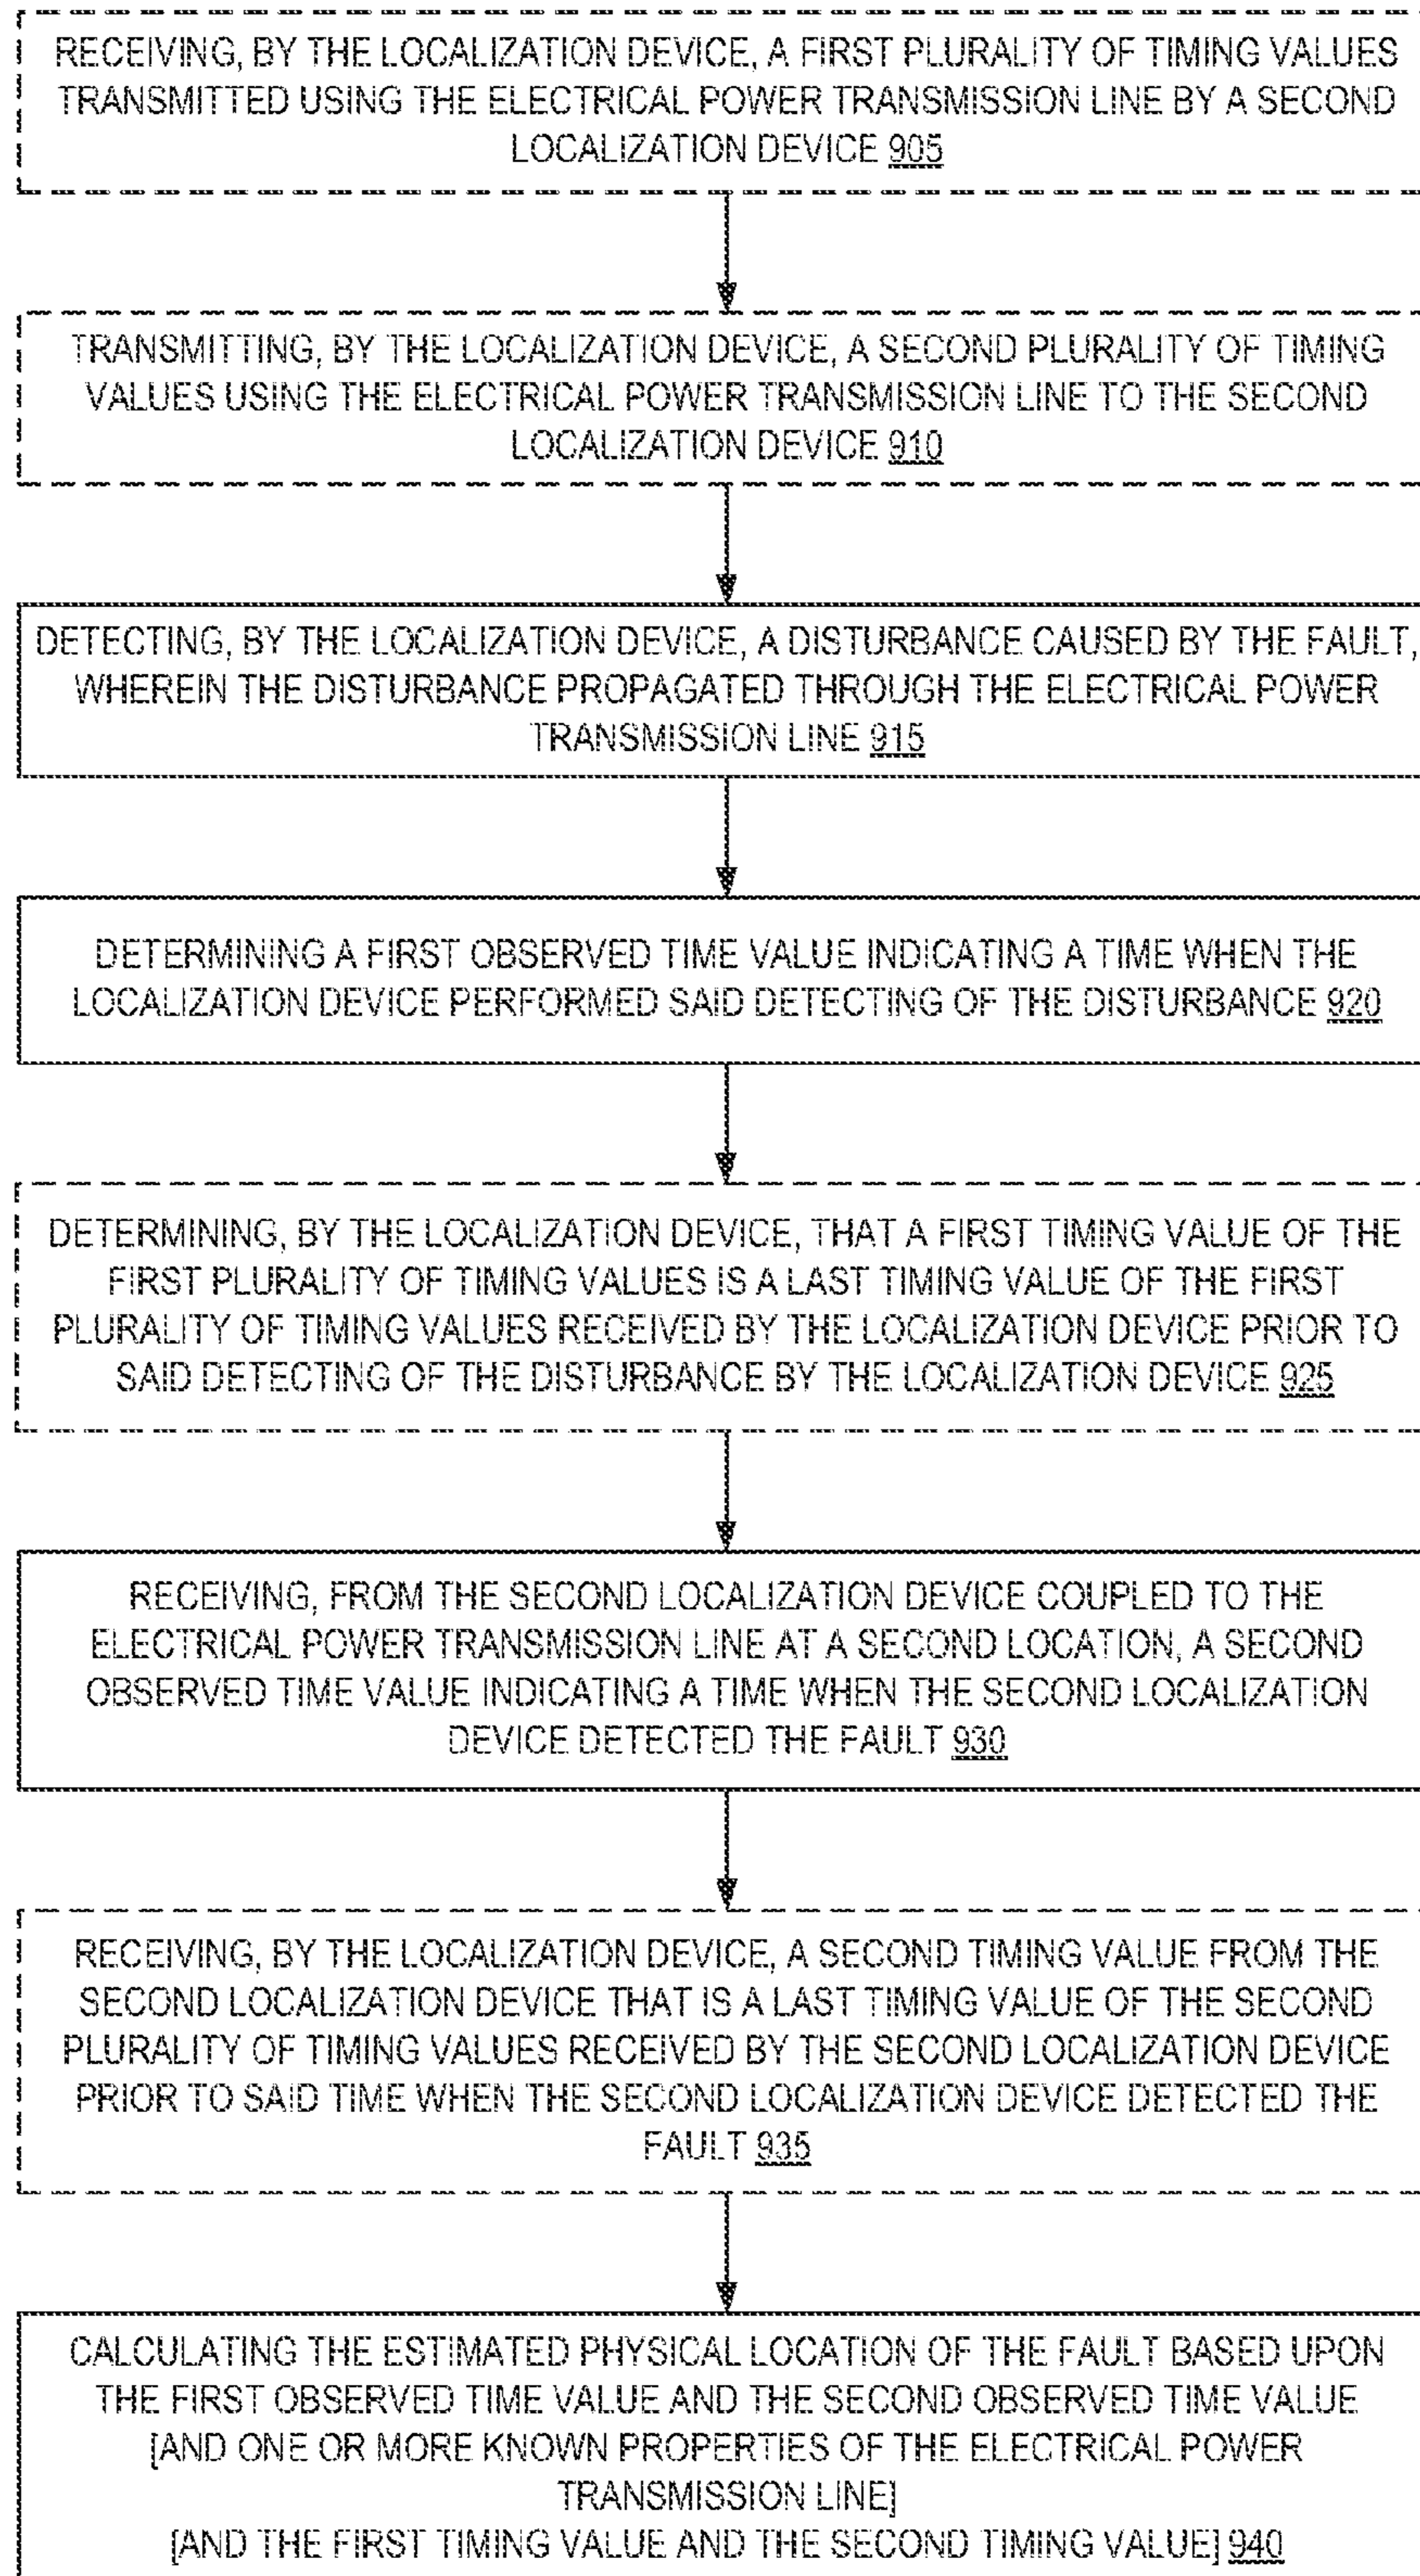 RECEIVING, BY THE LOCALIZATION DEVICE, A FIRST PLURALITY OF TIMING VALUES
TRANSMITTED USING THE ELECTRICAL POWER TRANSMISSION LINE BY A SECOND
LOCALIZATION DEVICE 905
TRANSMITTING, BY THE LOCALIZATION DEVICE, A SECOND PLURALITY OF TIMING
VALUES USING THE ELECTRICAL POWER TRANSMISSION LINE TO THE SECOND
LOCALIZATION DEVICE 910
DETECTING, BY THE LOCALIZATION DEVICE, A DISTURBANCE CAUSED BY THE FAULT,
WHEREIN THE DISTURBANCE PROPAGATED THROUGH THE ELECTRICAL POWER
TRANSMISSION LINE 915
DETERMINING A FIRST OBSERVED TIME VALUE INDICATING A TIME WHEN THE
LOCALIZATION DEVICE PERFORMED SAID DETECTING OF THE DISTURBANCE 920
DETERMINING, BY THE LOCALIZATION DEVICE, THAT A FIRST TIMING VALUE OF THE
FIRST PLURALITY OF TIMING VALUES IS A LAST TIMING VALUE OF THE FIRST
PLURALITY OF TIMING VALUES RECEIVED BY THE LOCALIZATION DEVICE PRIOR TO
SAID DETECTING OF THE DISTURBANCE BY THE LOCALIZATION DEVICE 925
RECEIVING, FROM THE SECOND LOCALIZATION DEVICE COUPLED TO THE
ELECTRICAL POWER TRANSMISSION LINE AT A SECOND LOCATION, A SECOND
OBSERVED TIME VALUE INDICATING A TIME WHEN THE SECOND LOCALIZATION
DEVICE DETECTED THE FAULT 930
RECEIVING, BY THE LOCALIZATION DEVICE, A SECOND TIMING VALUE FROM THE
SECOND LOCALIZATION DEVICE THAT IS A LAST TIMING VALUE OF THE SECOND
PLURALITY OF TIMING VALUES RECEIVED BY THE SECOND LOCALIZATION DEVICE
PRIOR TO SAID TIME WHEN THE SECOND LOCALIZATION DEVICE DETECTED THE
FAULT 935
CALCULATING THE ESTIMATED PHYSICAL LOCATION OF THE FAULT BASED UPON
THE FIRST OBSERVED TIME VALUE AND THE SECOND OBSERVED TIME VALUE
[AND ONE OR MORE KNOWN PROPERTIES OF THE ELECTRICAL POWER
TRANSMISSION LINE]
[AND THE FIRST TIMING VALUE AND THE SECOND TIMING VALUE] 940